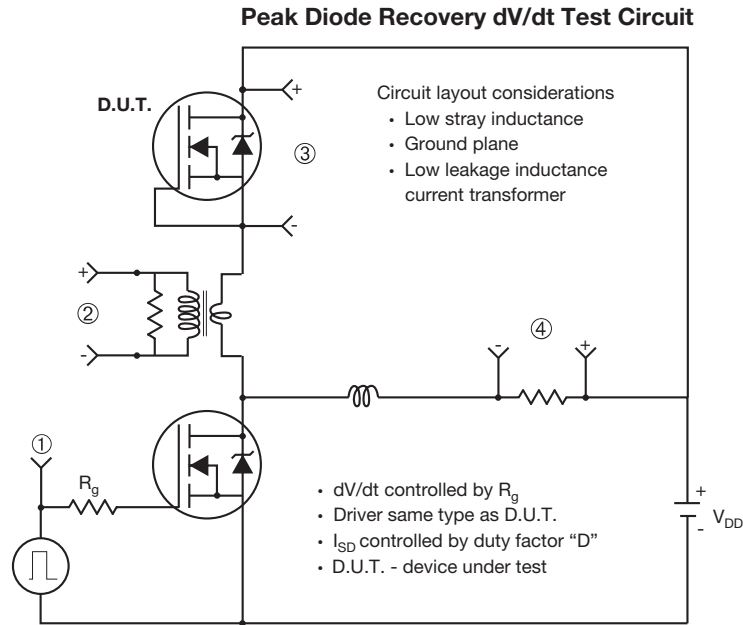 Peak Diode Recovery dV/dt Test Circuit
D.U.T.
+
③
-
Circuit layout considerations
• Low stray inductance
• Ground plane
• Low leakage inductance
current transformer
+
②
-
④
-
+
①
Rg
• dV/dt controlled by Rg
• Driver same type as D.U.T.
• ISD controlled by duty factor “D”
• D.U.T. - device under test
+
-
VDD